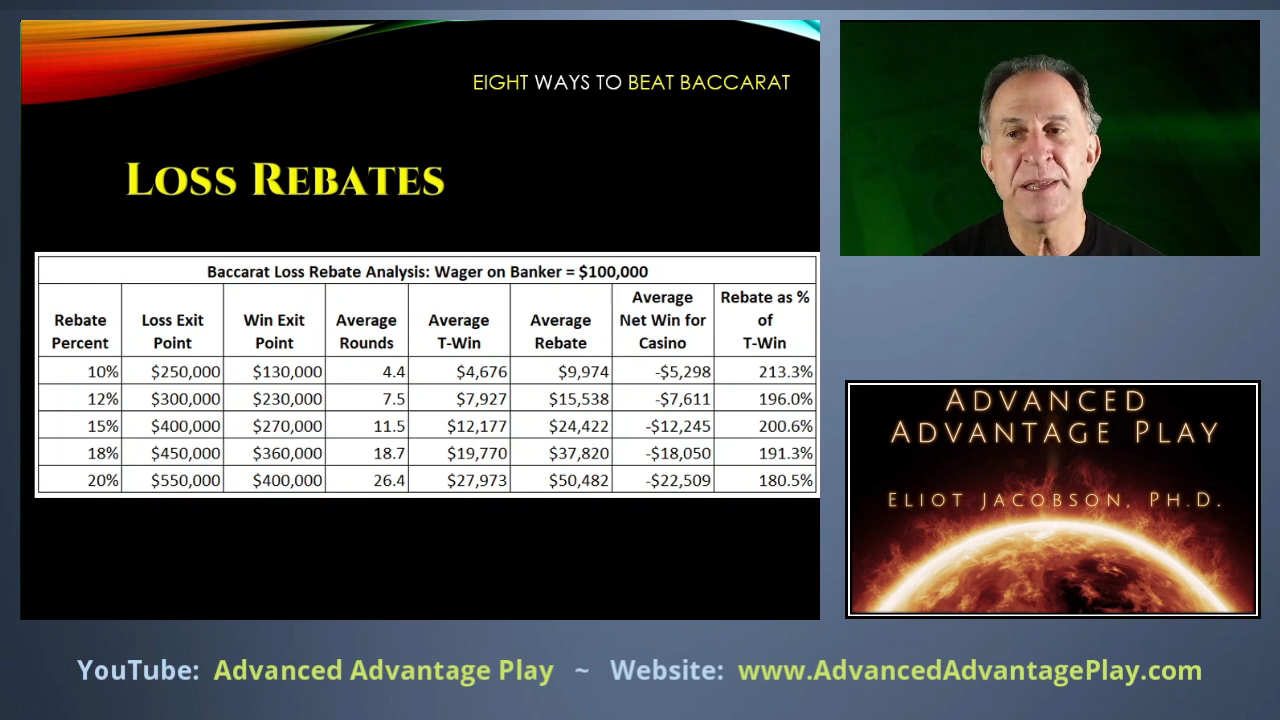 EIGHT WAYS TO BEAT BACCARAT
LOSS REBATES
Baccarat Loss Rebate Analysis: Wager on Banker = $100,000
Rebate Percent Loss Exit Point Win Exit Point Average Rounds Average T-Win Average Rebate Average Net Win for Casino Rebate as % of T-Win
10% $250,000 $130,000 4.4 $4,676 $9,974 -$5,298 213.3%
12% $300,000 $230,000 7.5 $7,927 $15,538 -$7,611 196.0%
15% $400,000 $270,000 11.5 $12,177 $24,422 -$12,245 200.6%
18% $450,000 $360,000 18.7 $19,770 $37,820 -$18,050 191.3%
20% $550,000 $400,000 26.4 $27,973 $50,482 -$22,509 180.5%
ADVANCED
ADVANTAGE PLAY
ELIOT JACOBSON, PH.D.
YouTube: Advanced Advantage Play ~ Website: www.AdvancedAdvantagePlay.com